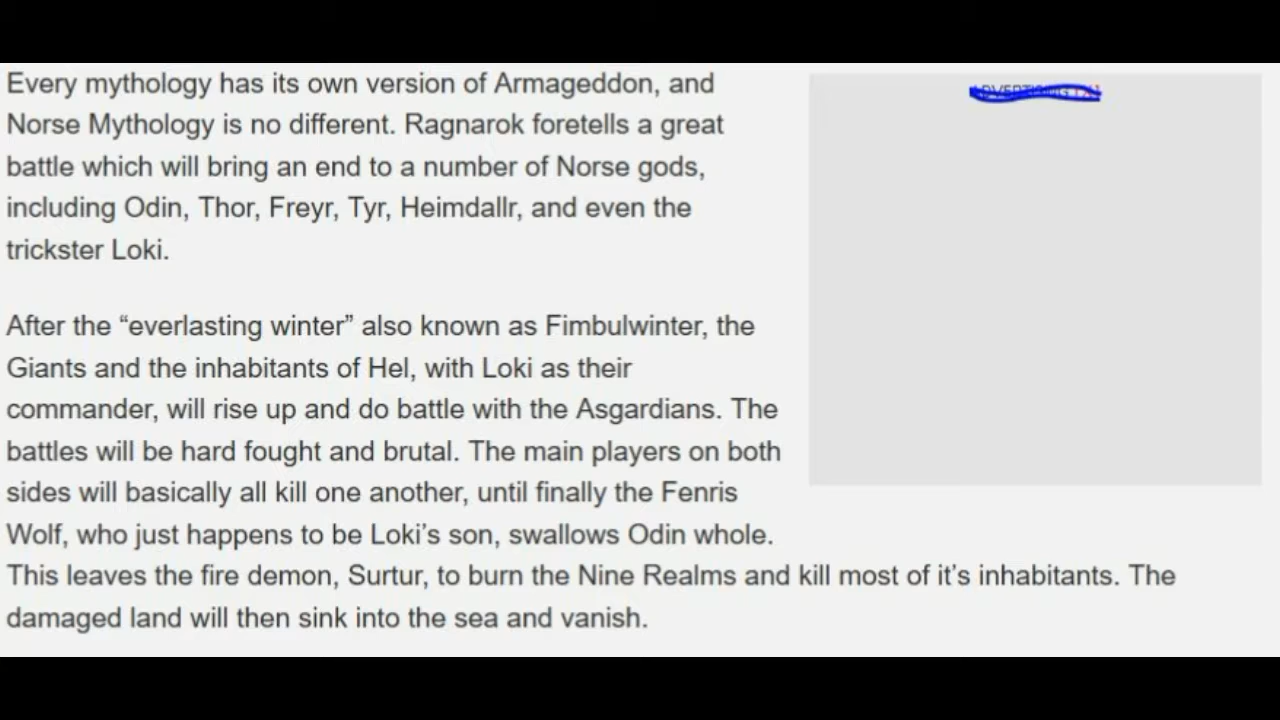 Every mythology has its own version of Armageddon, and
Norse Mythology is no different. Ragnarok foretells a great
battle which will bring an end to a number of Norse gods,
including Odin, Thor, Freyr, Tyr, Heimdallr, and even the
trickster Loki.
After the “everlasting winter” also known as Fimbulwinter, the
Giants and the inhabitants of Hel, with Loki as their
commander, will rise up and do battle with the Asgardians. The
battles will be hard fought and brutal. The main players on both
sides will basically all kill one another, until finally the Fenris
Wolf, who just happens to be Loki’s son, swallows Odin whole.
This leaves the fire demon, Surtur, to burn the Nine Realms and kill most of it’s inhabitants. The
damaged land will then sink into the sea and vanish.